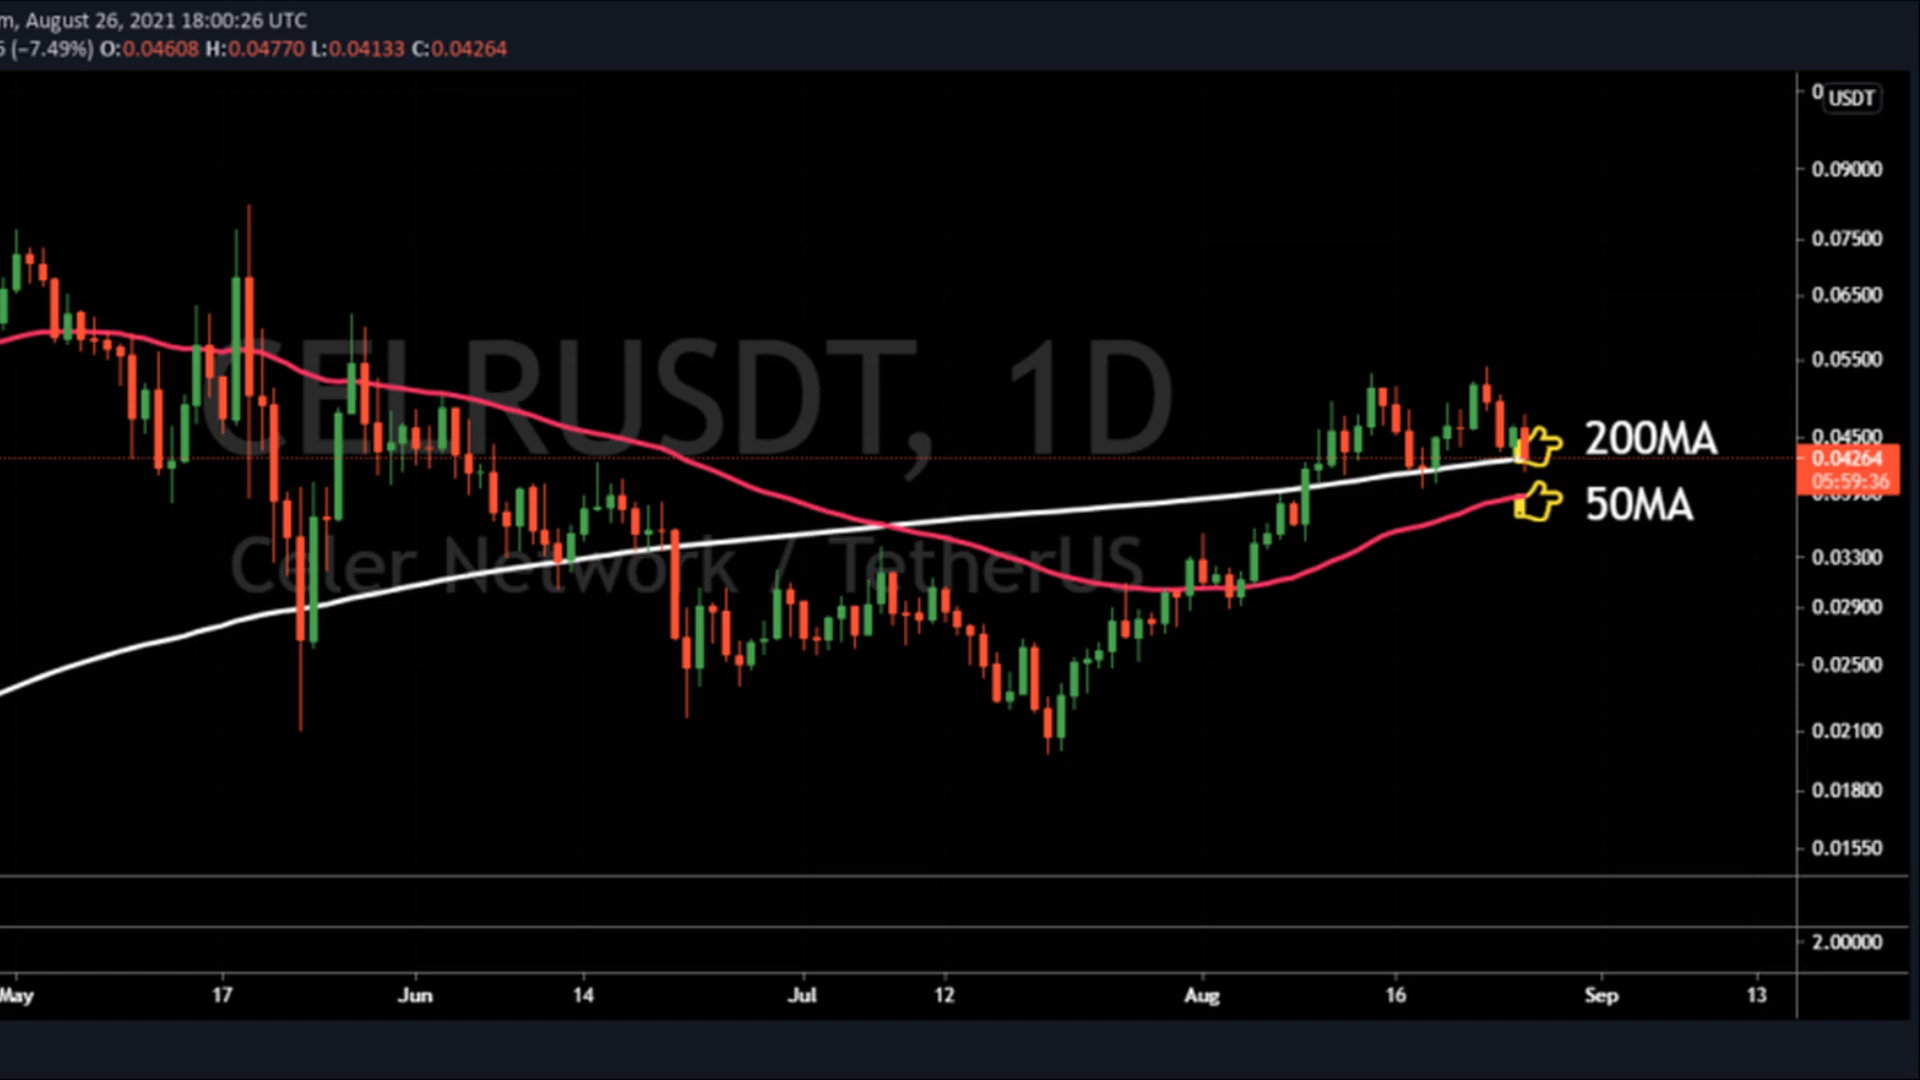 m, August 26, 2021 18:00:26 UTC
5 (−7.49%) O:0.04608 H:0.04770 L:0.04133 C:0.04264
0 USDT
0.09000
0.07500
0.06500
CELRUSDT, 1D
0.05500
200MA
0.04500
0.04264
05:59:36
50MA
Celer Network / TetherUS
0.03300
0.02900
0.02500
0.02100
0.01800
0.01550
2.00000
May 17 Jun 14 Jul 12 Aug 16 Sep 13